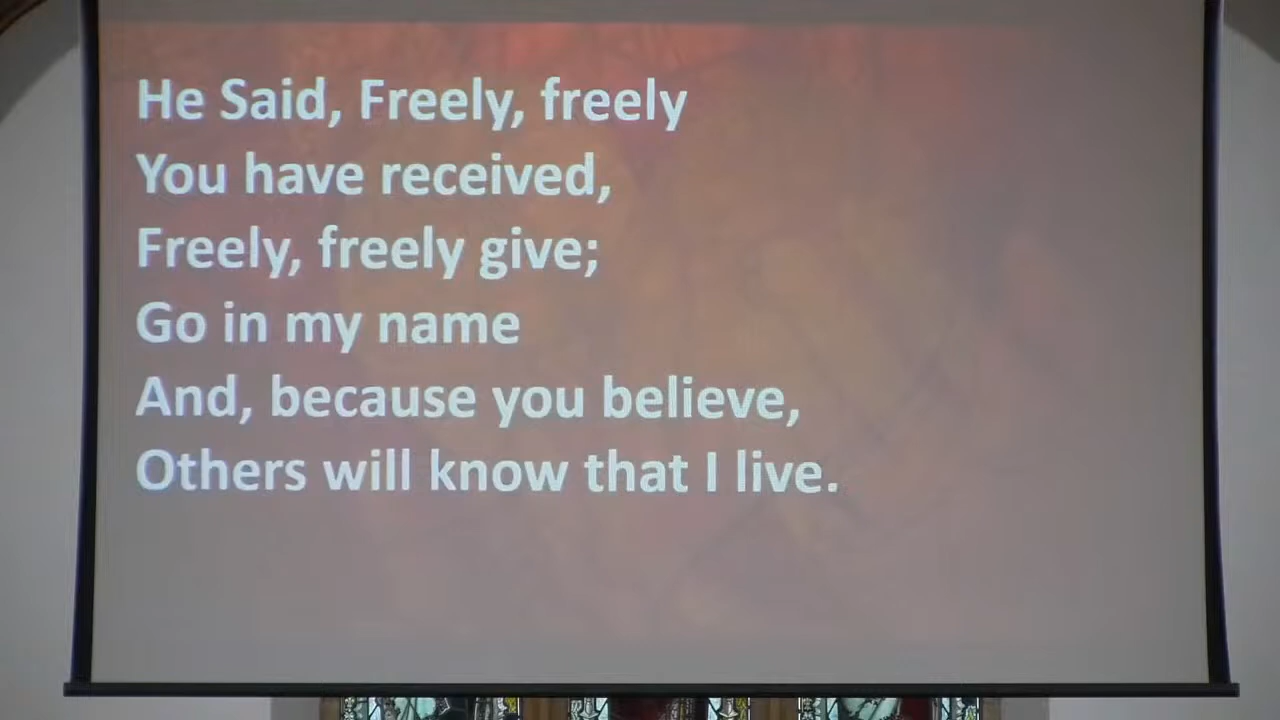 He Said, Freely, freely
You have received,
Freely, freely give;
Go in my name
And, because you believe,
Others will know that I live.